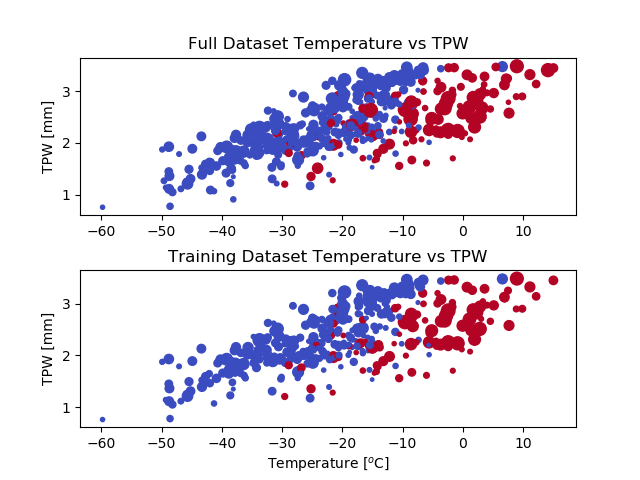 Full Dataset Temperature vs TPW
TPW [mm]
3
2
1
−60 −50 −40 −30 −20 −10 0 10
Training Dataset Temperature vs TPW
TPW [mm]
3
2
1
−60 −50 −40 −30 −20 −10 0 10
Temperature [°C]